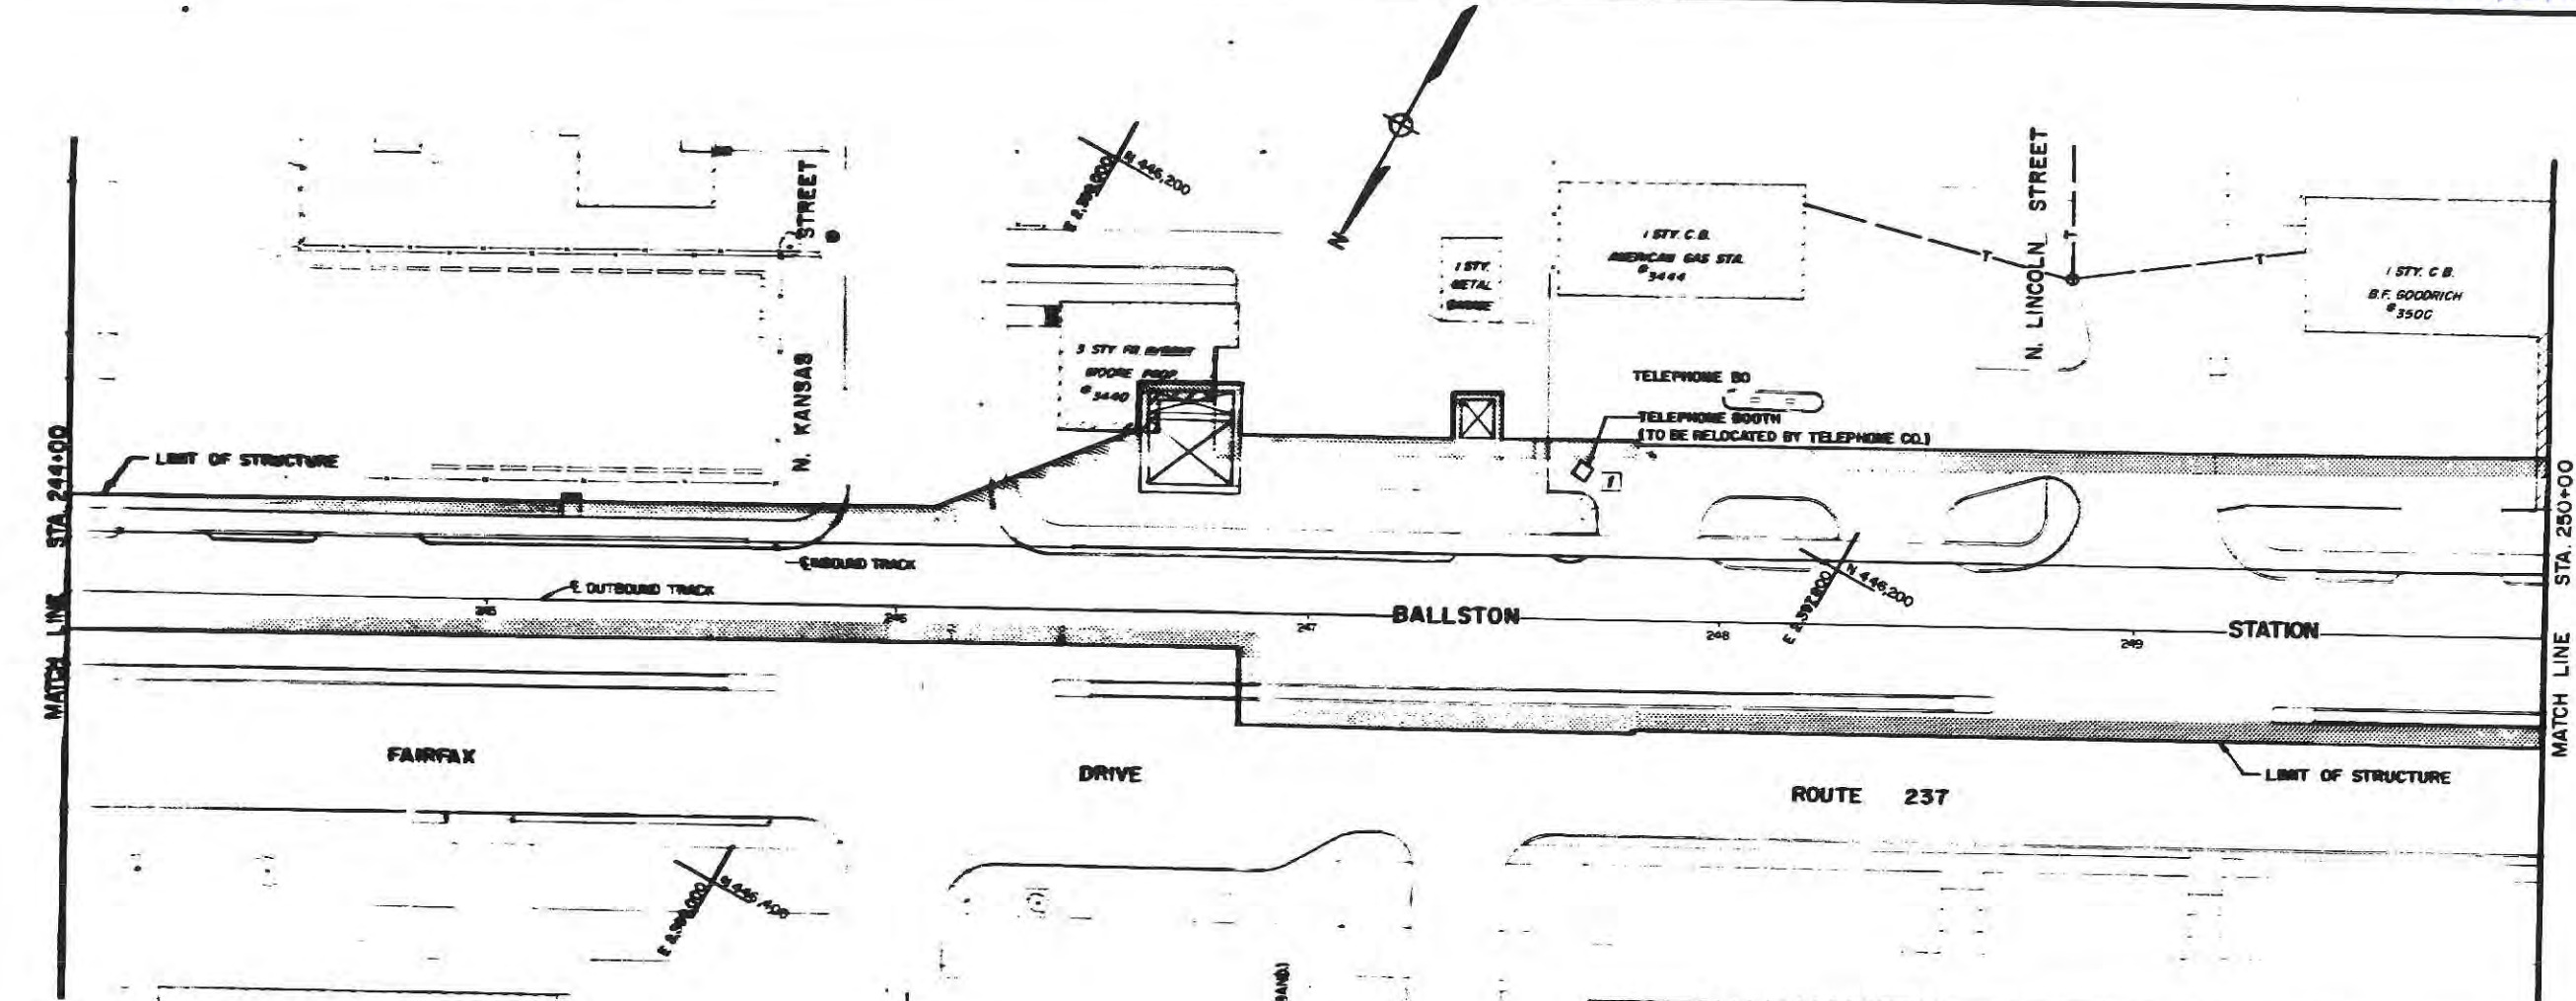 N
N 446,200
N. KANSAS STREET
N. LINCOLN STREET
1 STY. C.B.
AMERICAN GAS STA.
#3444
1 STY.
METAL
GARAGE
1 STY. C B.
B.F. GOODRICH
3 STY FR.
MOORE PROP.
#3440
TELEPHONE BO
TELEPHONE BOOTH
(TO BE RELOCATED BY TELEPHONE CO.)
1
MATCH LINE STA. 244+00
LIMIT OF STRUCTURE
INBOUND TRACK
OUTBOUND TRACK
245
246
247
248
249
BALLSTON STATION
N 446,200
MATCH LINE STA. 250+00
FAIRFAX DRIVE ROUTE 237
LIMIT OF STRUCTURE
N 446,400